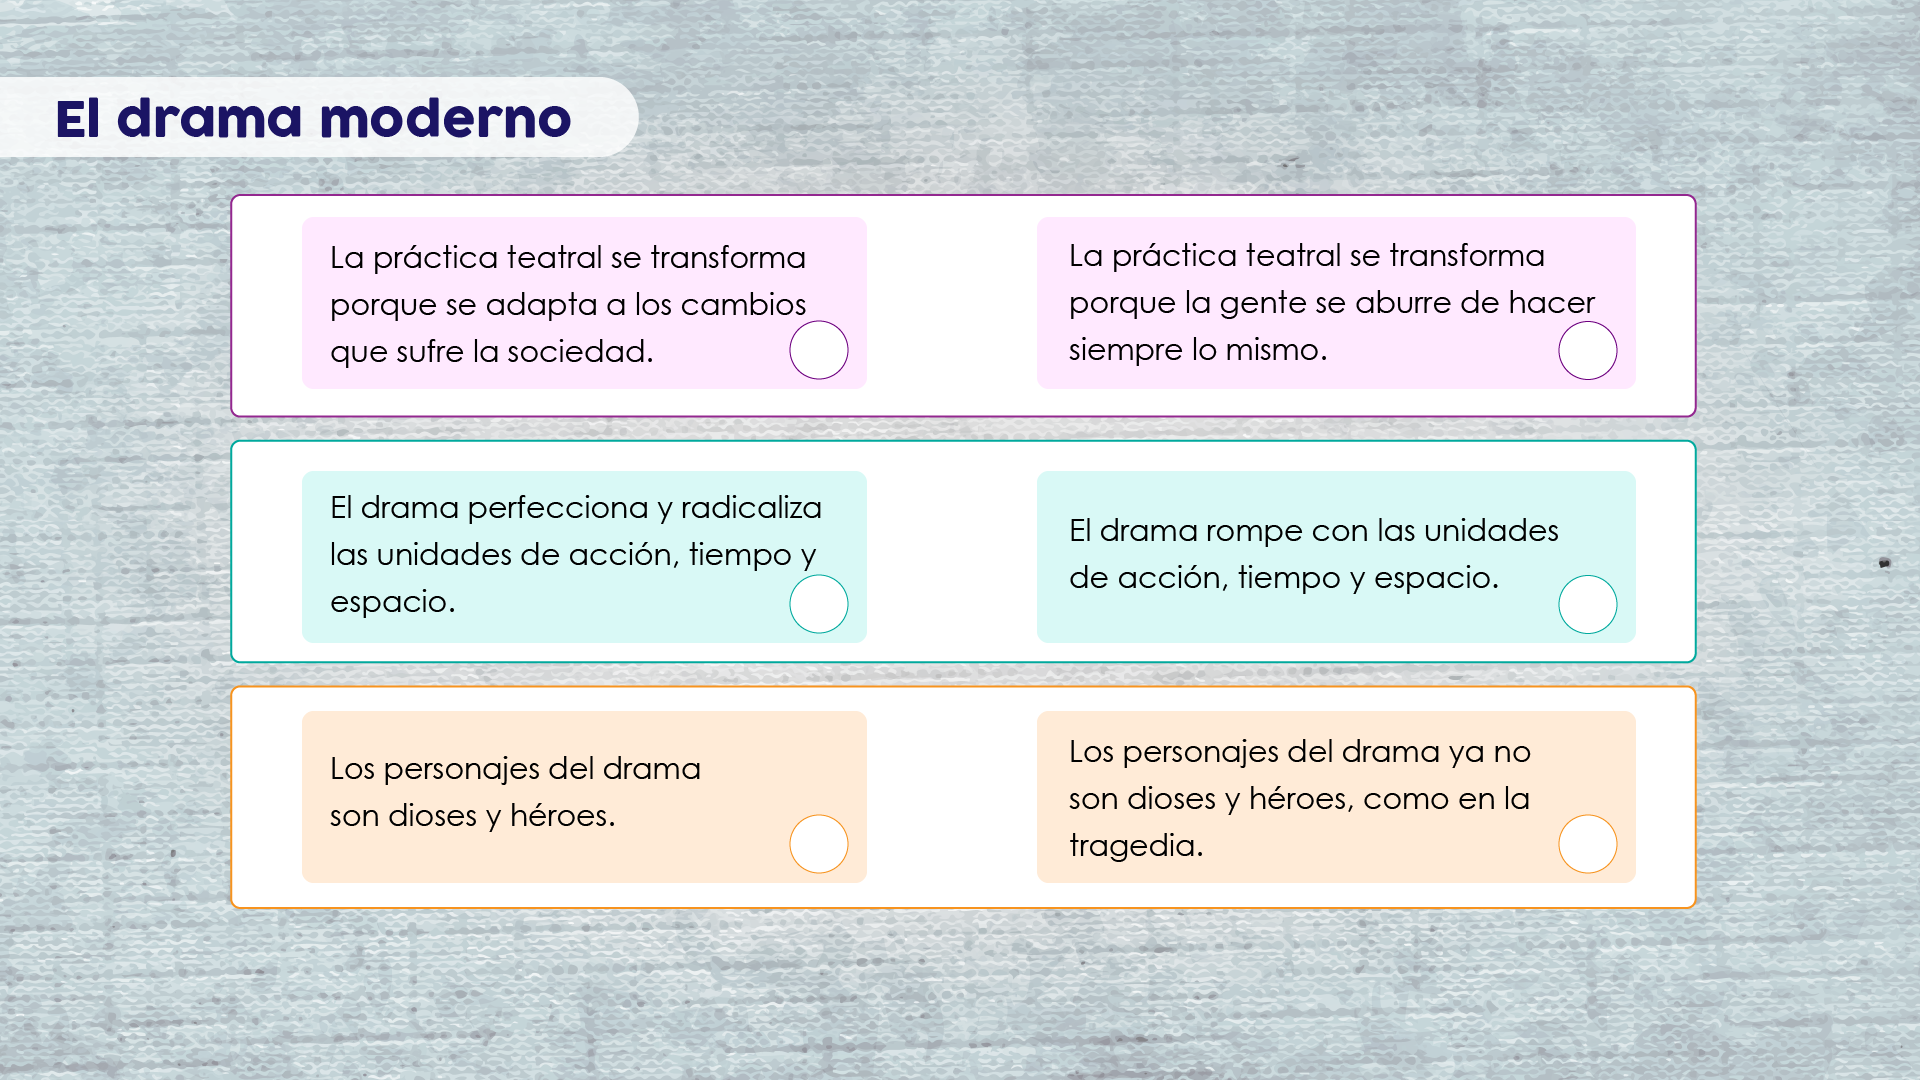 El drama moderno
La práctica teatral se transforma
porque se adapta a los cambios
que sufre la sociedad.
La práctica teatral se transforma
porque la gente se aburre de hacer
siempre lo mismo.
El drama perfecciona y radicaliza
las unidades de acción, tiempo y
espacio.
El drama rompe con las unidades
de acción, tiempo y espacio.
Los personajes del drama
son dioses y héroes.
Los personajes del drama ya no
son dioses y héroes, como en la
tragedia.